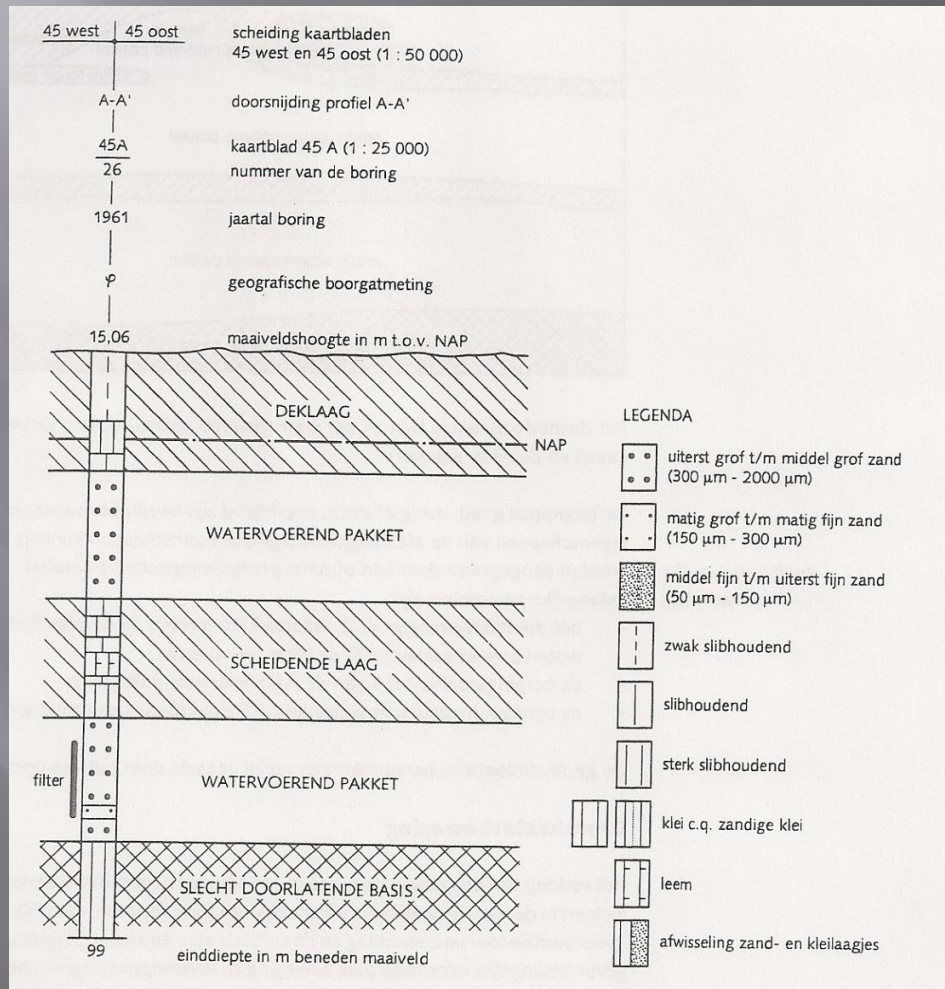 45 west 45 oost
scheiding kaartbladen
45 west en 45 oost (1 : 50 000)
A-A'
doorsnijding profiel A-A'
45A
kaartblad 45 A (1 : 25 000)
26
nummer van de boring
1961
jaartal boring
φ
geografische boorgatmeting
15,06
maaiveldshoogte in m t.o.v. NAP
DEKLAAG
NAP
WATERVOEREND PAKKET
SCHEIDENDE LAAG
filter
WATERVOEREND PAKKET
SLECHT DOORLATENDE BASIS
99
einddiepte in m beneden maaiveld
LEGENDA
uiterst grof t/m middel grof zand
(300 µm - 2000 µm)
matig grof t/m matig fijn zand
(150 µm - 300 µm)
middel fijn t/m uiterst fijn zand
(50 µm - 150 µm)
zwak slibhoudend
slibhoudend
sterk slibhoudend
klei c.q. zandige klei
leem
afwisseling zand- en kleilaagjes